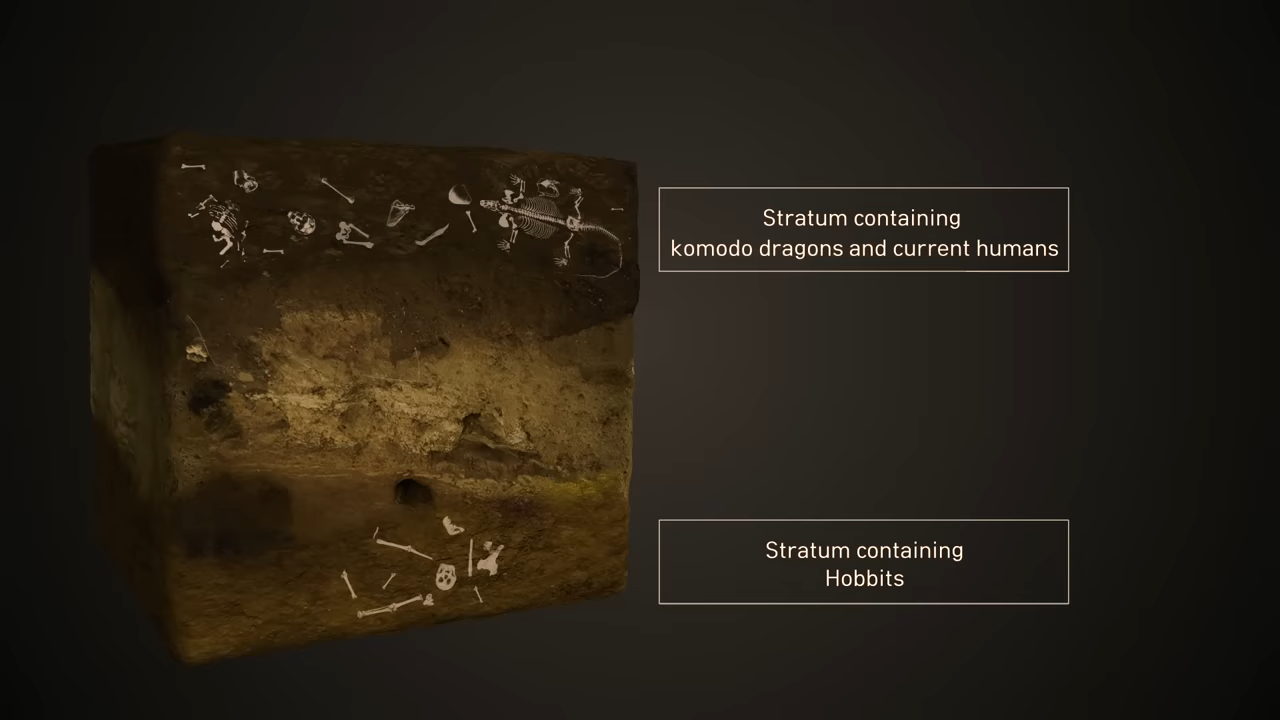 Stratum containing
komodo dragons and current humans
Stratum containing
Hobbits